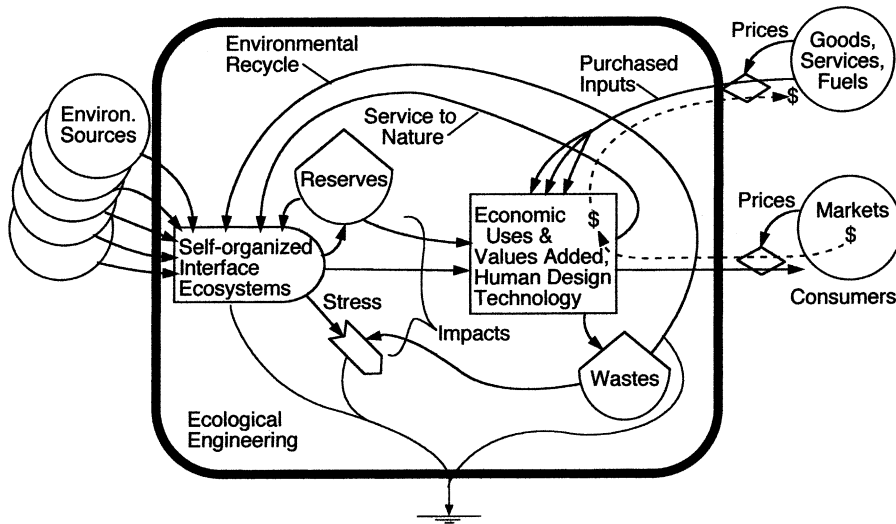 Environmental
Recycle
Prices
Goods,
Services,
Fuels
$
Purchased
Inputs
Environ.
Sources
Service to
Nature
Reserves
Economic
Uses &
Values Added,
Human Design
Technology
$
Prices
Markets
$
Consumers
Self-organized
Interface
Ecosystems
Stress
Impacts
Wastes
Ecological
Engineering